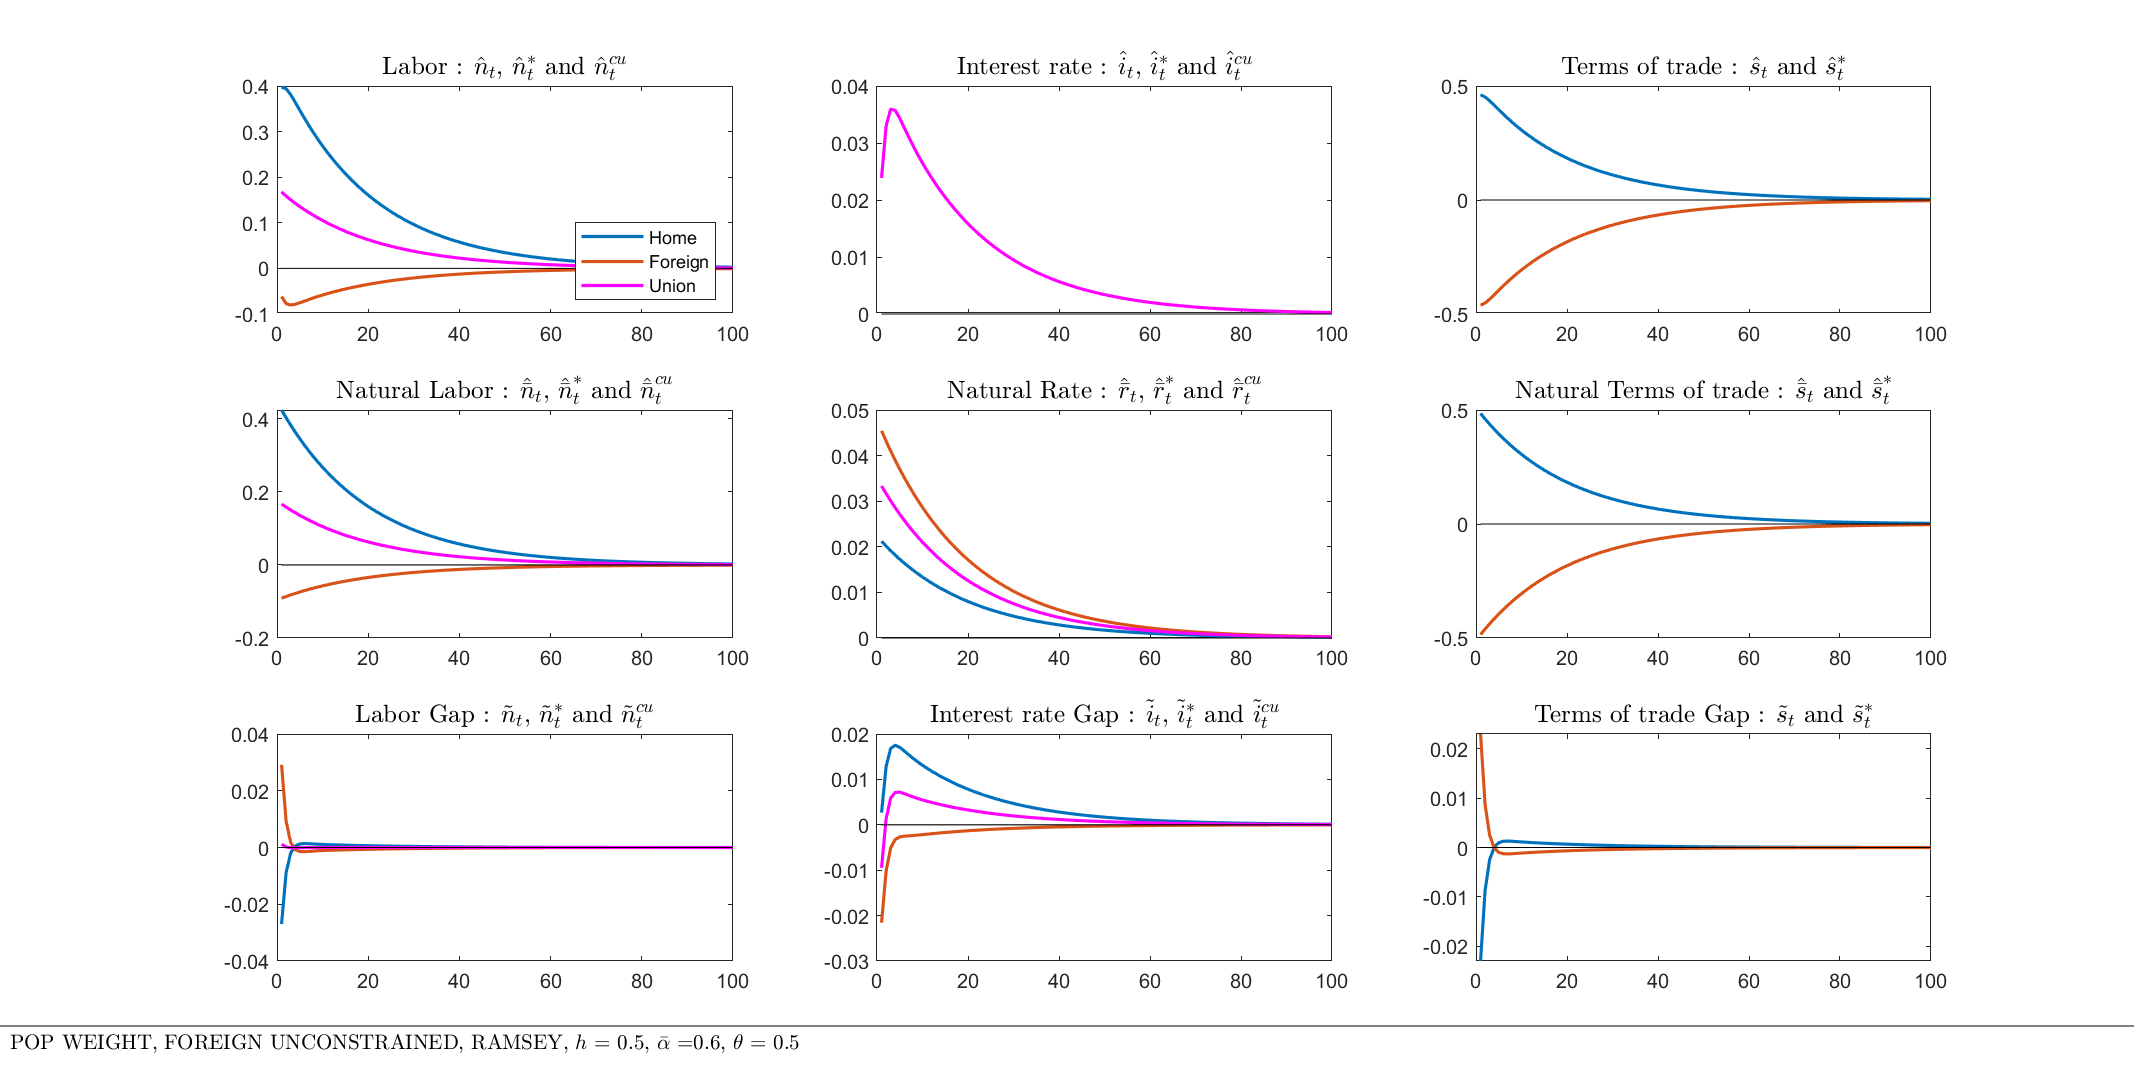 Labor : n̂ₜ, n̂ₜ* and n̂ₜᶜᵘ
0.4
0.3
0.2
0.1
0
-0.1
0 20 40 60 80 100
Home
Foreign
Union
Interest rate : îₜ, îₜ* and îₜᶜᵘ
0.04
0.03
0.02
0.01
0
0 20 40 60 80 100
Terms of trade : ŝₜ and ŝₜ*
0.5
0
-0.5
0 20 40 60 80 100
Natural Labor : n̄̂ₜ, n̄̂ₜ* and n̄̂ₜᶜᵘ
0.4
0.2
0
-0.2
0 20 40 60 80 100
Natural Rate : r̄̂ₜ, r̄̂ₜ* and r̄̂ₜᶜᵘ
0.05
0.04
0.03
0.02
0.01
0
0 20 40 60 80 100
Natural Terms of trade : s̄̂ₜ and s̄̂ₜ*
0.5
0
-0.5
0 20 40 60 80 100
Labor Gap : ñₜ, ñₜ* and ñₜᶜᵘ
0.04
0.02
0
-0.02
-0.04
0 20 40 60 80 100
Interest rate Gap : ĩₜ, ĩₜ* and ĩₜᶜᵘ
0.02
0.01
0
-0.01
-0.02
-0.03
0 20 40 60 80 100
Terms of trade Gap : s̃ₜ and s̃ₜ*
0.02
0.01
0
-0.01
-0.02
0 20 40 60 80 100
POP WEIGHT, FOREIGN UNCONSTRAINED, RAMSEY, h = 0.5, ᾱ =0.6, θ = 0.5